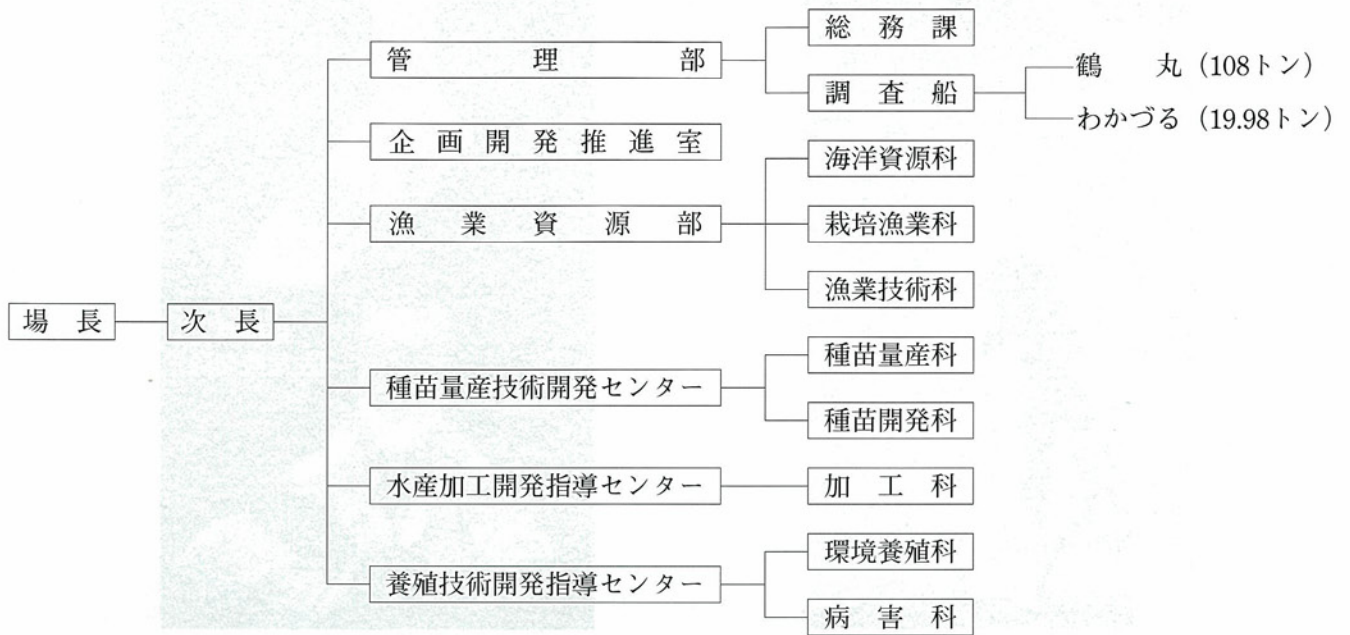 場長
次長
管理部
総務課
調査船
鶴丸（108トン）
わかづる（19.98トン）
企画開発推進室
漁業資源部
海洋資源科
栽培漁業科
漁業技術科
種苗量産技術開発センター
種苗量産科
種苗開発科
水産加工開発指導センター
加工科
養殖技術開発指導センター
環境養殖科
病害科